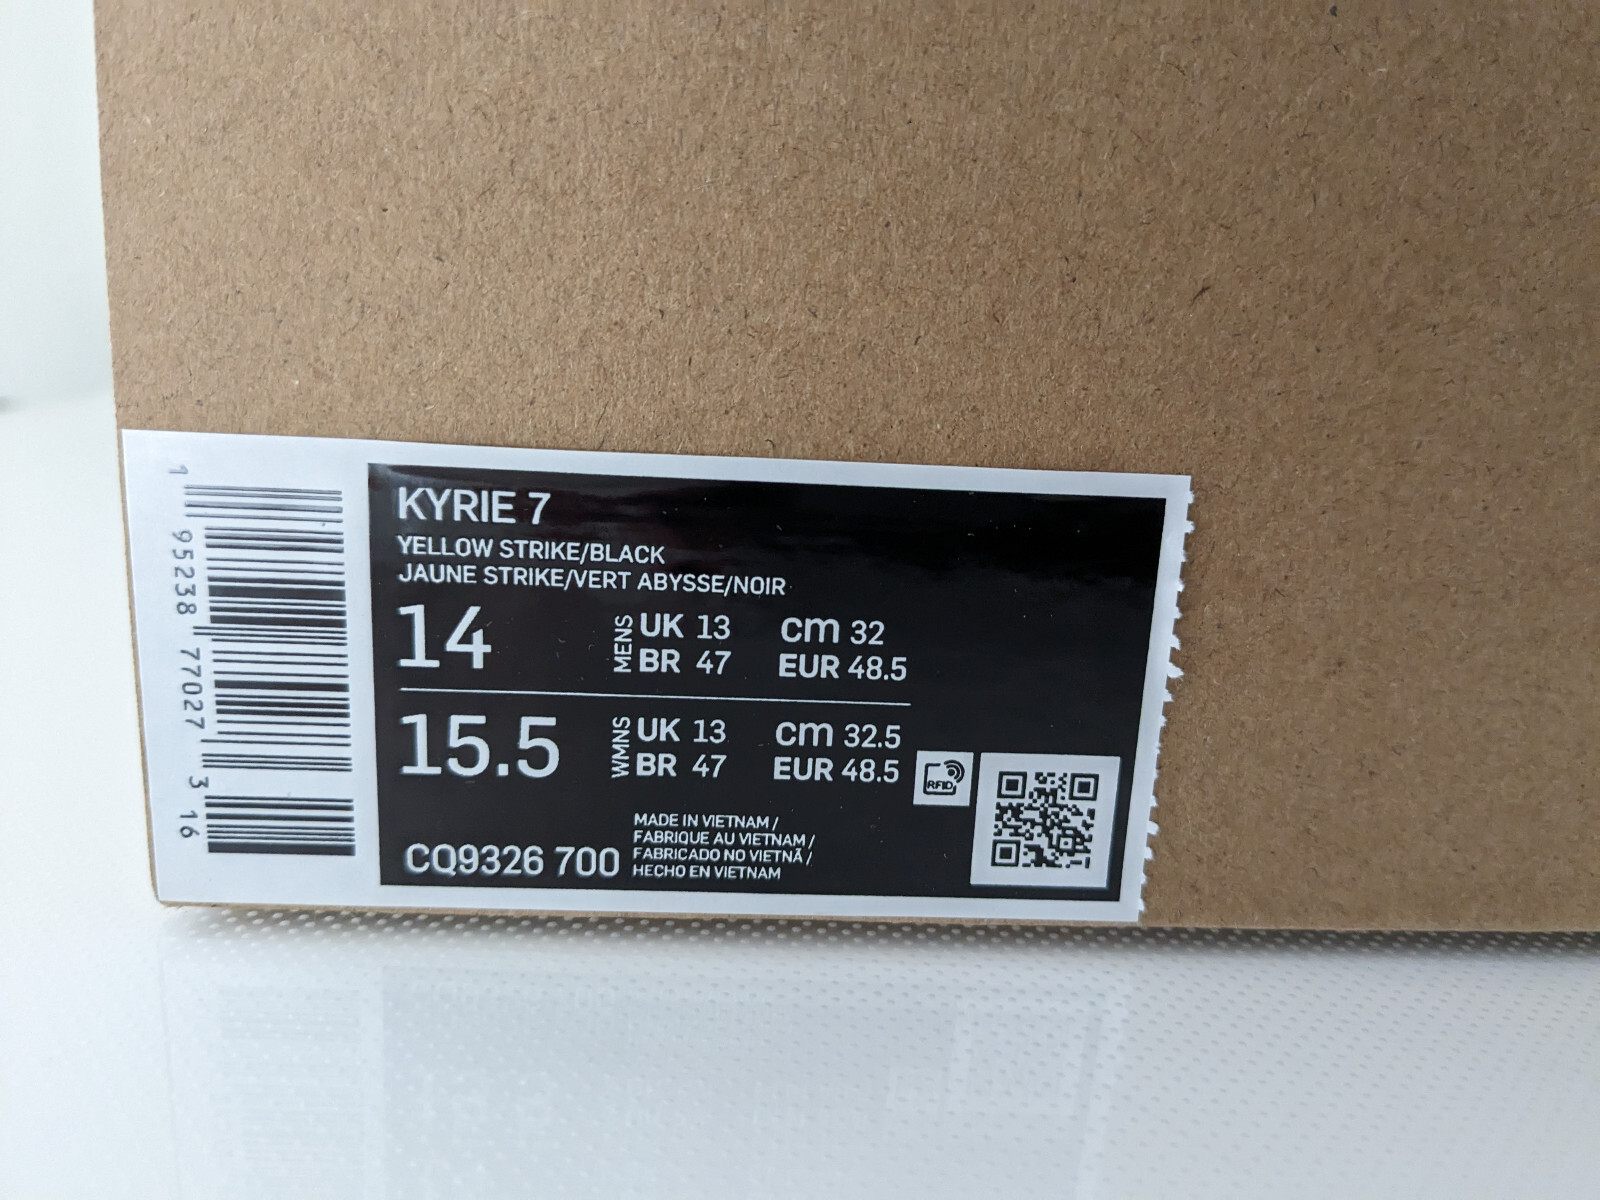 KYRIE 7
YELLOW STRIKE/BLACK
JAUNE STRIKE/VERT ABYSSE/NOIR
14 MENS UK 13 cm 32
BR 47 EUR 48.5
15.5 WMNS UK 13 cm 32.5
BR 47 EUR 48.5
RFID
MADE IN VIETNAM /
FABRIQUE AU VIETNAM /
FABRICADO NO VIETNÃ /
HECHO EN VIETNAM
CQ9326 700
1 95238 77027 3 16